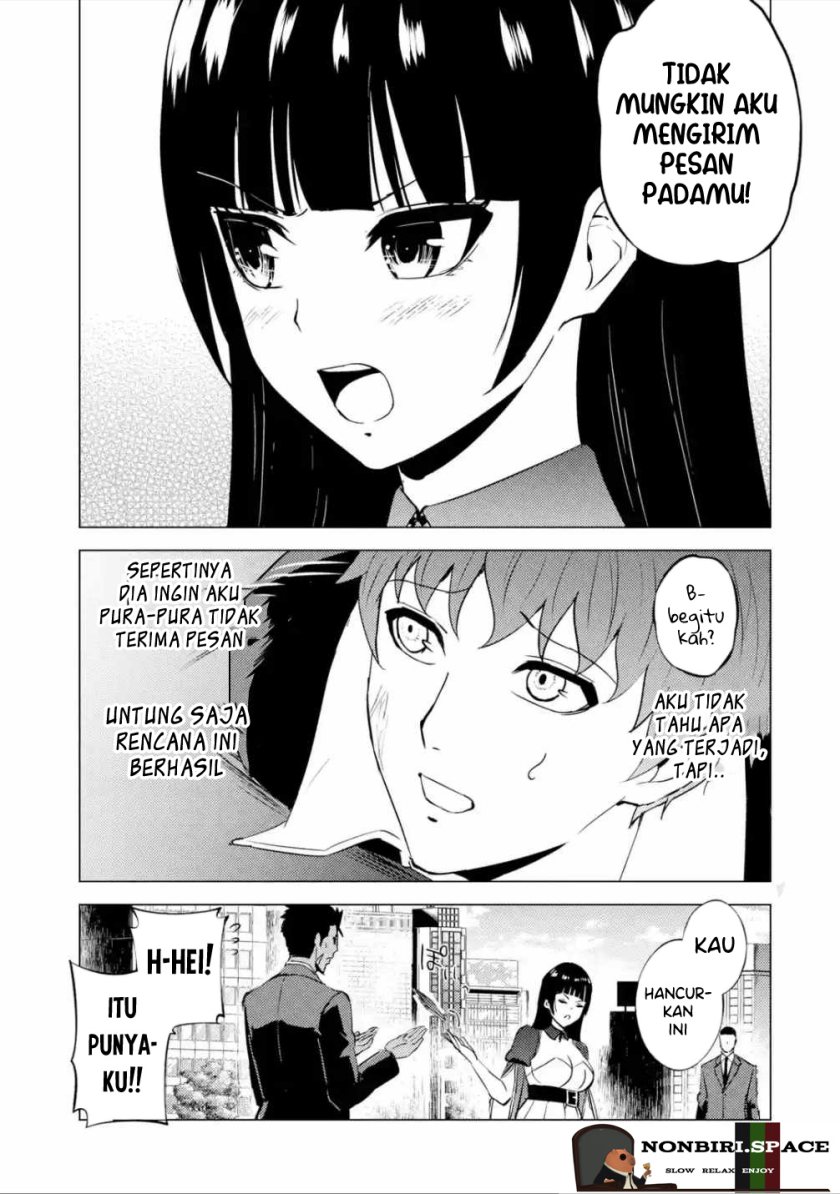 TIDAK
MUNGKIN AKU
MENGIRIM
PESAN
PADAMU!
B-
begitu
kah?
AKU TIDAK
TAHU APA
YANG TERJADI,
TAPI..
SEPERTINYA
DIA INGIN AKU
PURA-PURA TIDAK
TERIMA PESAN
UNTUNG SAJA
RENCANA INI
BERHASIL
KAU
HANCUR-
KAN
INI
H-HEI!
ITU
PUNYA-
KU!!
NONBIRI.SPACE
SLOW RELAX ENJOY